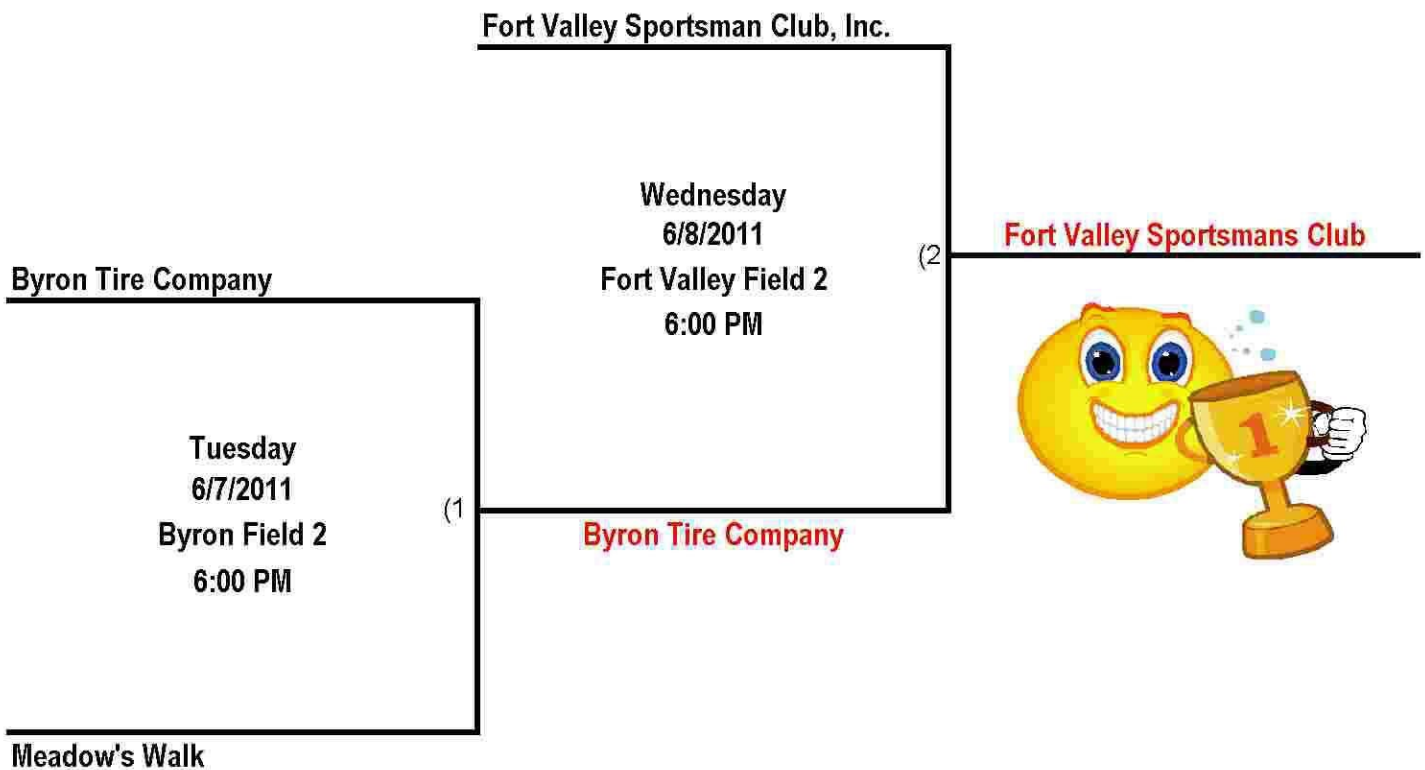 Fort Valley Sportsman Club, Inc.
Wednesday
6/8/2011
Fort Valley Field 2
6:00 PM
(2
Fort Valley Sportsmans Club
Byron Tire Company
Tuesday
6/7/2011
Byron Field 2
6:00 PM
(1
Byron Tire Company
Meadow's Walk
1